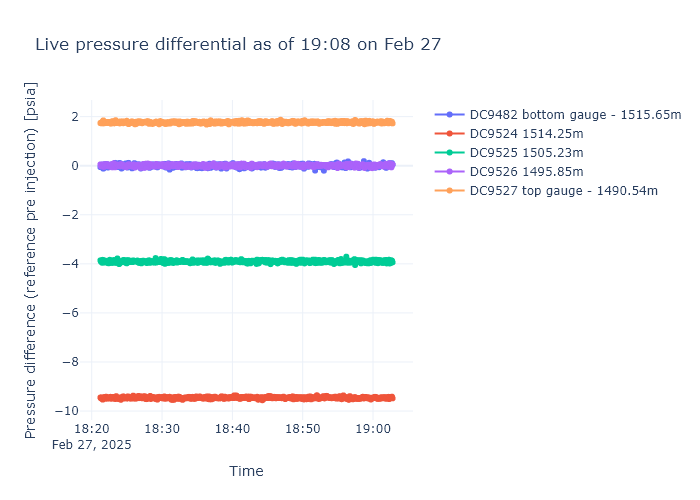 Live pressure differential as of 19:08 on Feb 27
Pressure difference (reference pre injection) [psia]
2
0
−2
−4
−6
−8
−10
18:20
Feb 27, 2025
18:30
18:40
18:50
19:00
Time
DC9482 bottom gauge - 1515.65m
DC9524 1514.25m
DC9525 1505.23m
DC9526 1495.85m
DC9527 top gauge - 1490.54m